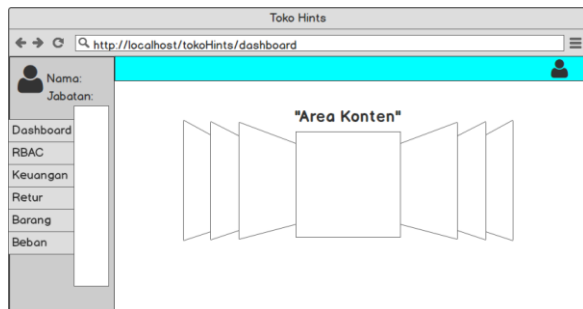 Toko Hints
http://localhost/tokoHints/dashboard
Nama:
Jabatan:
Dashboard
RBAC
Keuangan
Retur
Barang
Beban
"Area Konten"